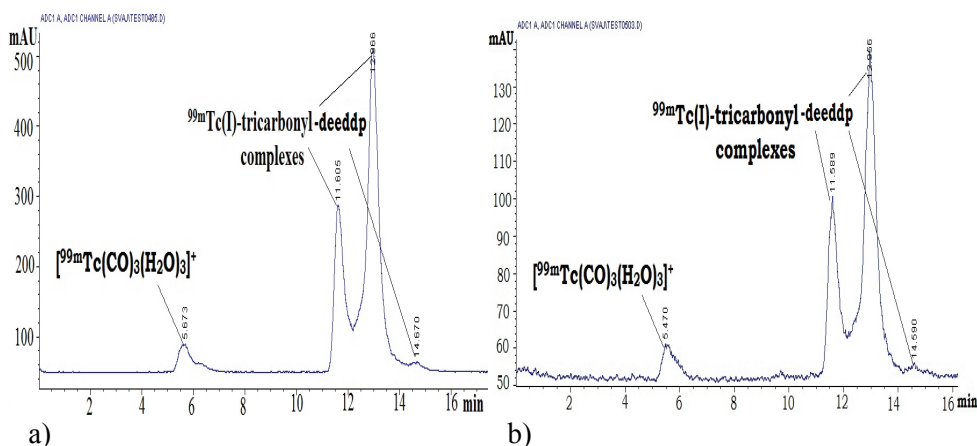 ADC1 A, ADC1 CHANNEL A (SVAJ\TEST0485.D)
mAU
500
400
300
200
100
12.966
99mTc(I)-tricarbonyl-deeddp
complexes
11.605
[99mTc(CO)3(H2O)3]+
5.673
14.670
2
4
6
8
10
12
14
16 min
a)
ADC1 A, ADC1 CHANNEL A (SVAJ\TEST0503.D)
mAU
130
120
110
100
90
80
70
60
50
99mTc(I)-tricarbonyl-deeddp
complexes
11.589
[99mTc(CO)3(H2O)3]+
5.470
14.590
2
4
6
8
10
12
14
16 min
b)